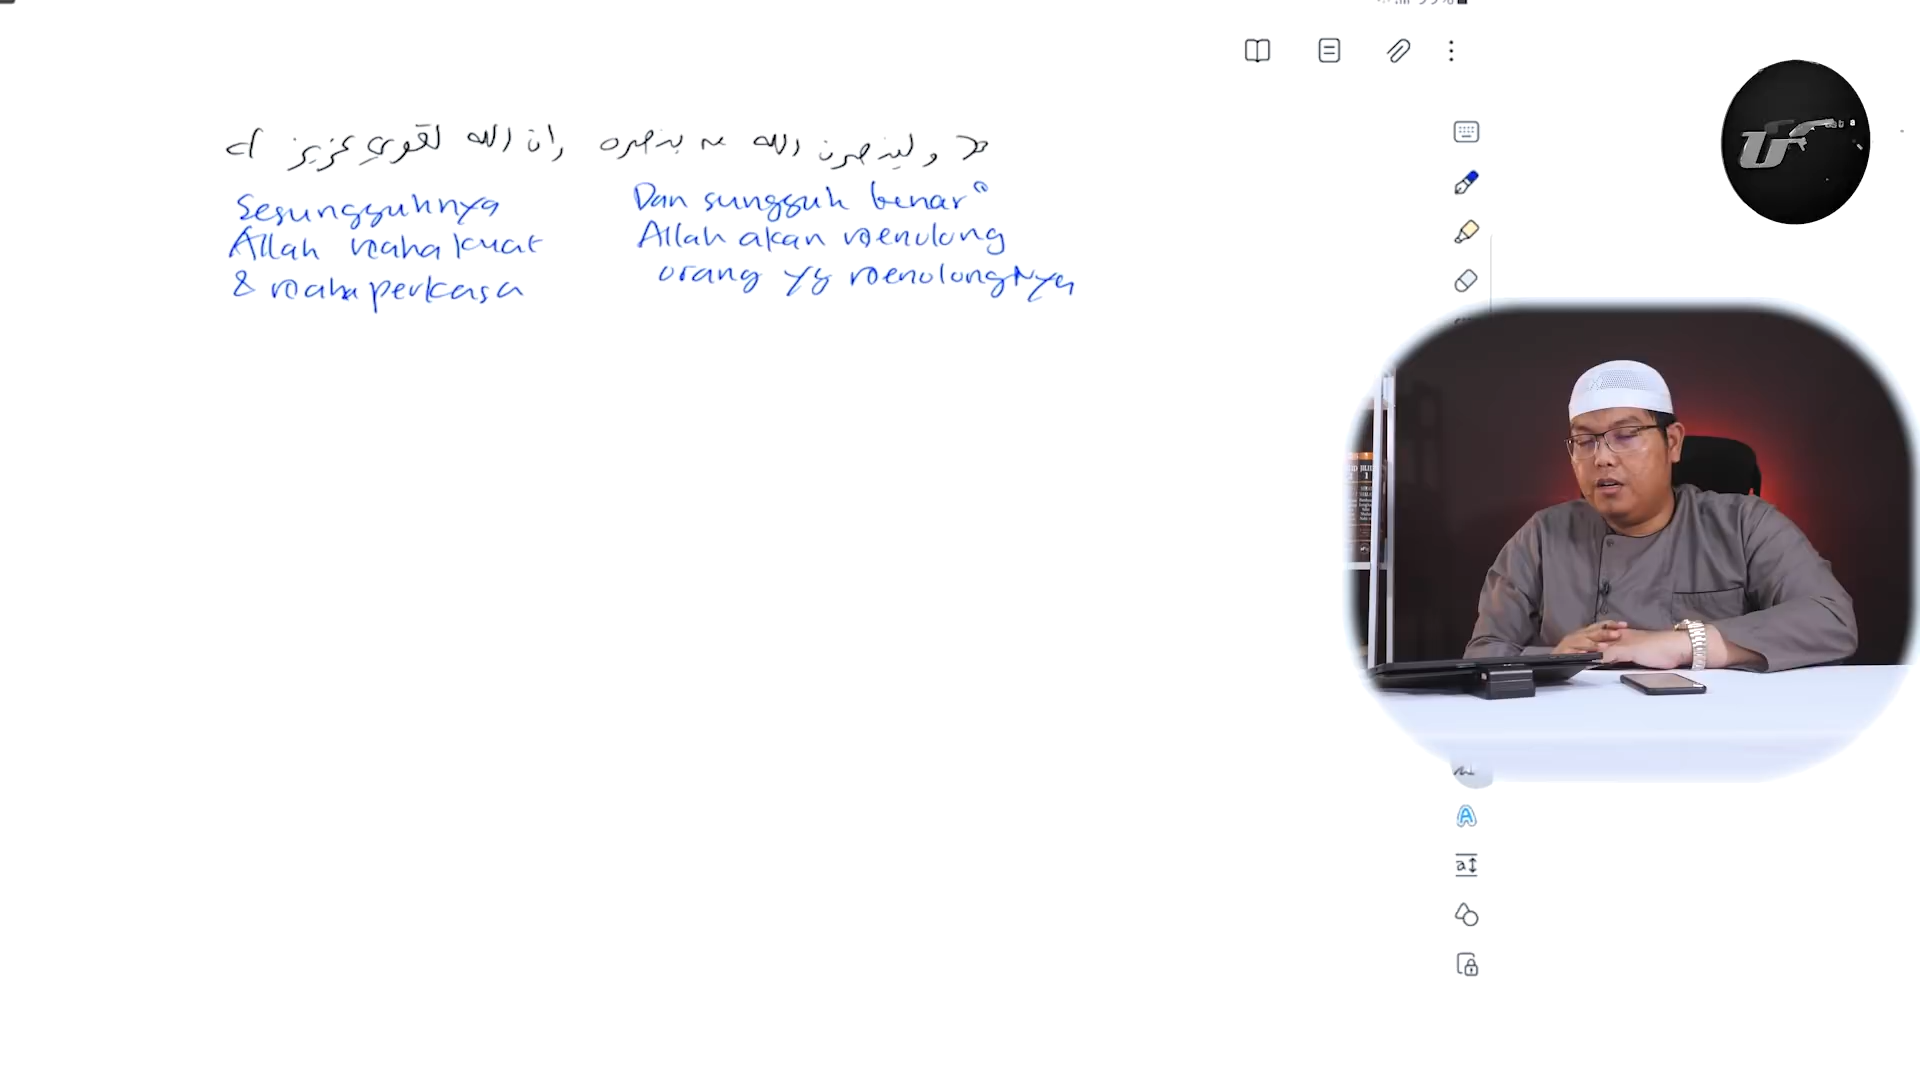 ولينصرن الله من ينصره إن الله لقوي عزيز
Dan sungguh benar²
Allah akan menolong
orang yg menolongNya
Sesungguhnya
Allah maha kuat
& maha perkasa